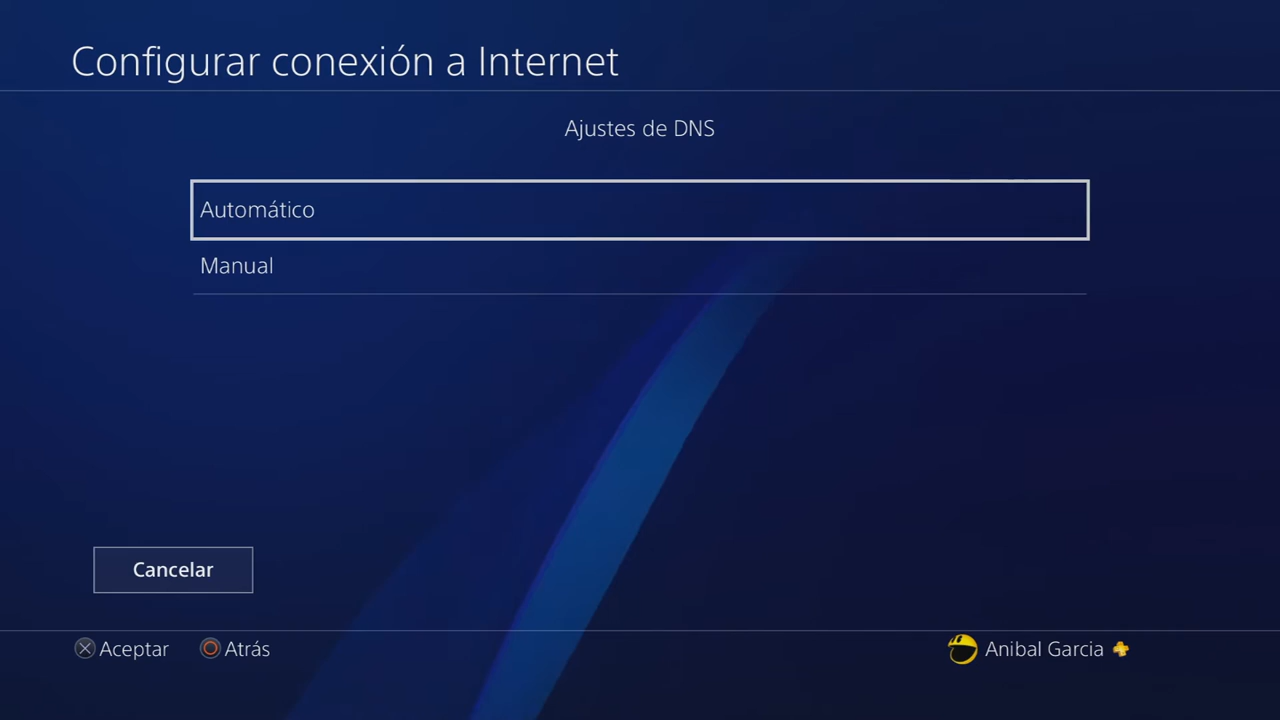 Configurar conexión a Internet
Ajustes de DNS
Automático
Manual
Cancelar
Aceptar Atrás Anibal Garcia